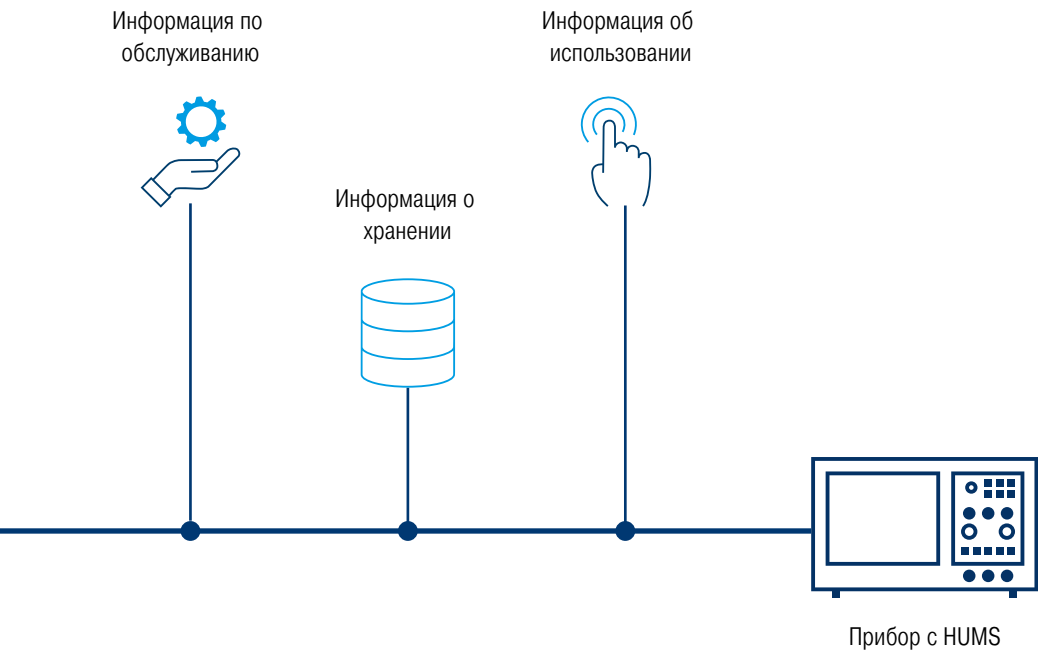 Информация по
обслуживанию
Информация об
использовании
Информация о
хранении
Прибор с HUMS